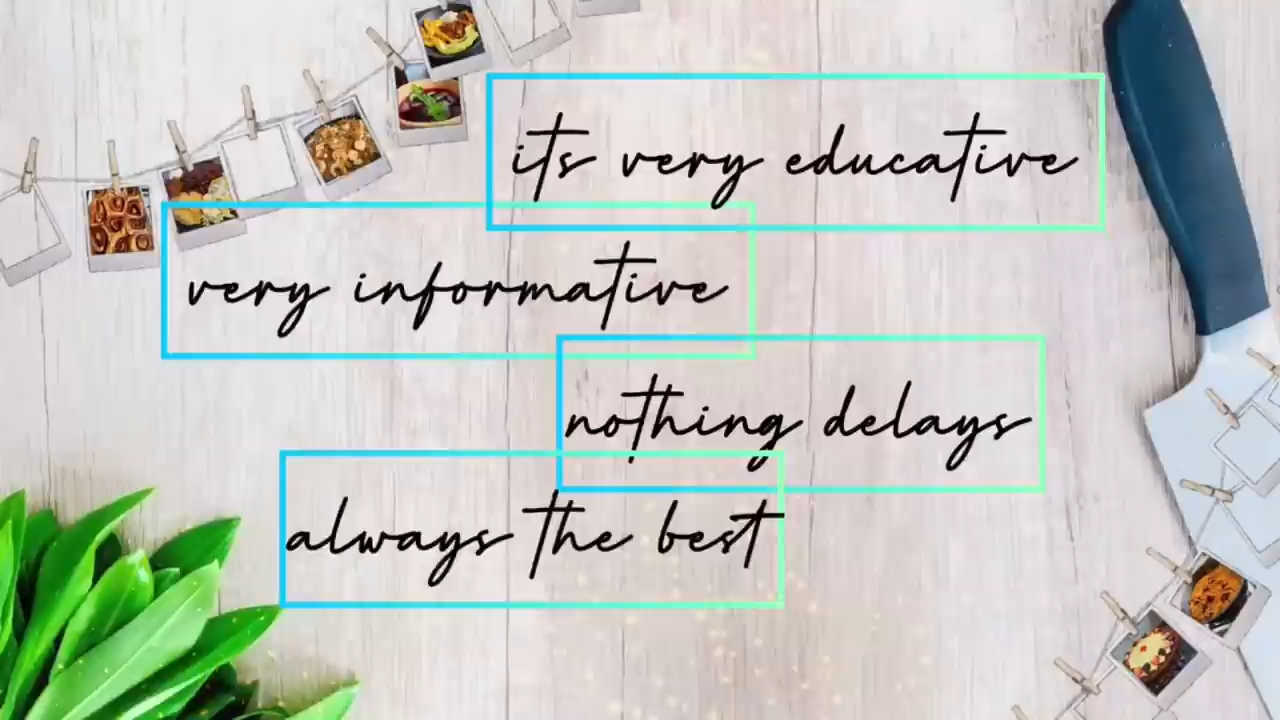 its very educative
very informative
nothing delays
always the best